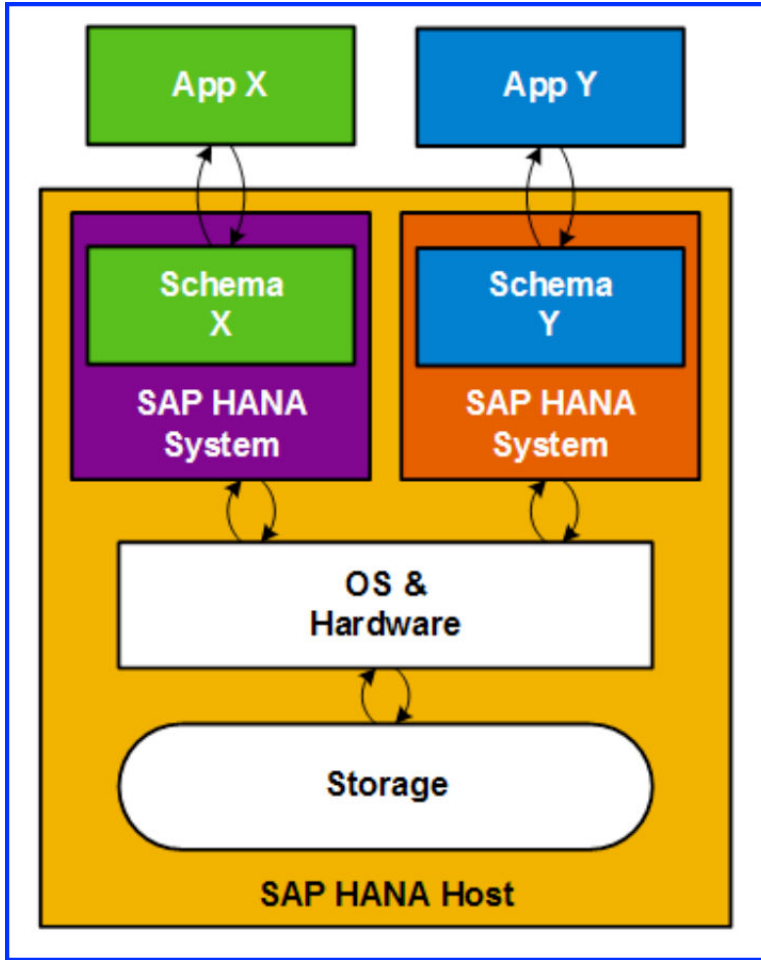 App X
App Y
Schema
X
SAP HANA
System
Schema
Y
SAP HANA
System
OS &
Hardware
Storage
SAP HANA Host